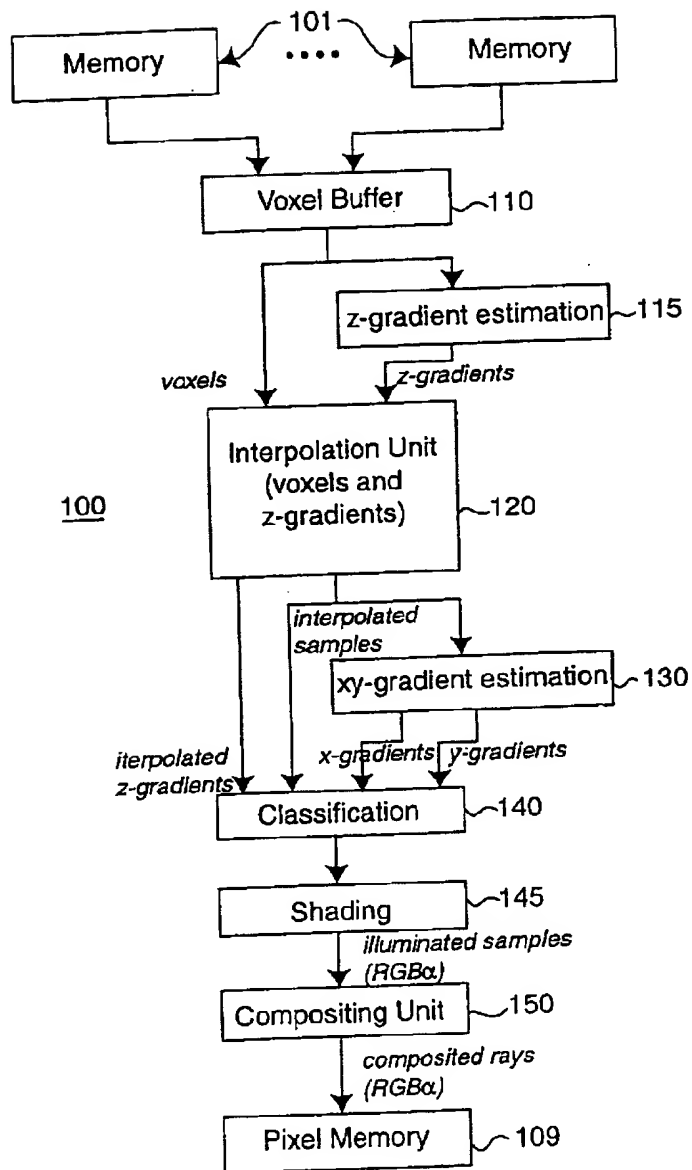 101
Memory
....
Memory
Voxel Buffer
110
z-gradient estimation
115
voxels
z-gradients
Interpolation Unit
(voxels and
z-gradients)
120
100
interpolated
samples
xy-gradient estimation
130
iterpolated
z-gradients
x-gradients
y-gradients
Classification
140
Shading
145
illuminated samples
(RGBα)
Compositing Unit
150
composited rays
(RGBα)
Pixel Memory
109